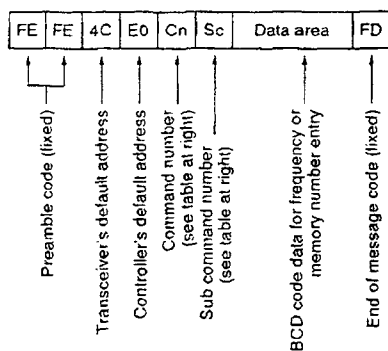 FE FE 4C E0 Cn Sc Data area FD
Preamble code (fixed)
Transceiver's default address
Controller's default address
Command number
(see table at right)
Sub command number
(see table at right)
BCD code data for frequency or
memory number entry
End of message code (fixed)